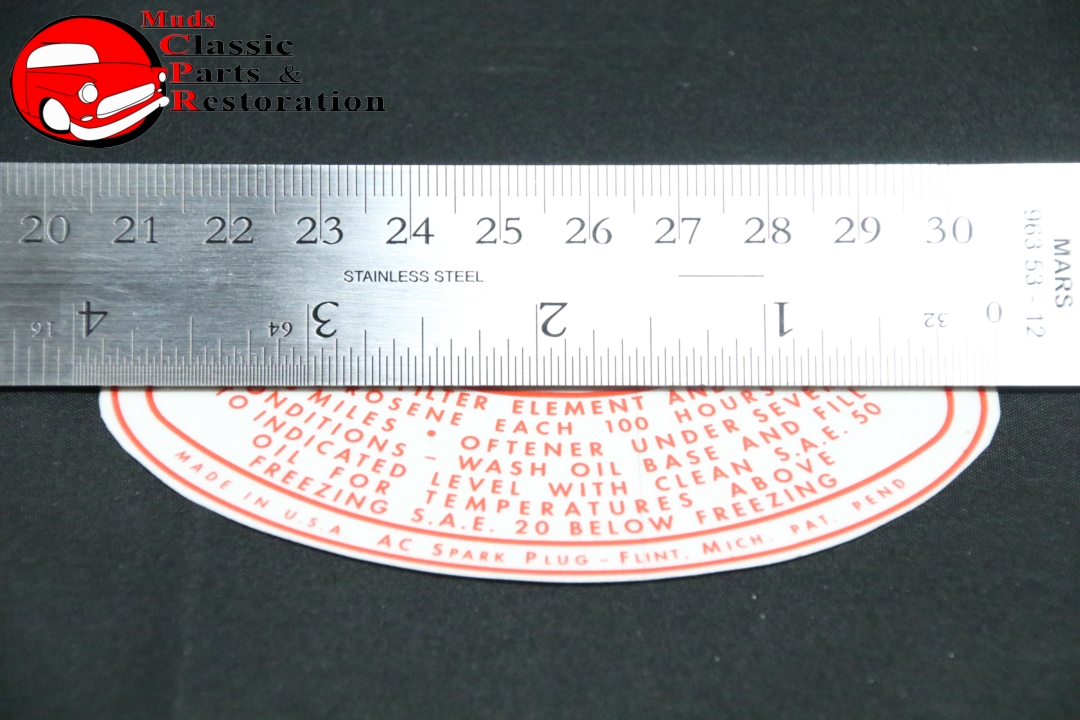 Muds
Classic
Parts &
Restoration
20 21 22 23 24 25 26 27 28 29 30
STAINLESS STEEL
MARS
963 53 - 12
16 4 64 3 2 1 32 0
FILTER ELEMENT AND
EACH 100 HOURS
MILES • OFTENER UNDER
CONDITIONS – WASH OIL BASE AND FILL
TO INDICATED LEVEL WITH CLEAN S.A.E. 50
OIL FOR TEMPERATURES ABOVE
FREEZING S.A.E. 20 BELOW FREEZING
MADE IN U.S.A. AC SPARK PLUG – FLINT, MICH. PAT. PEND